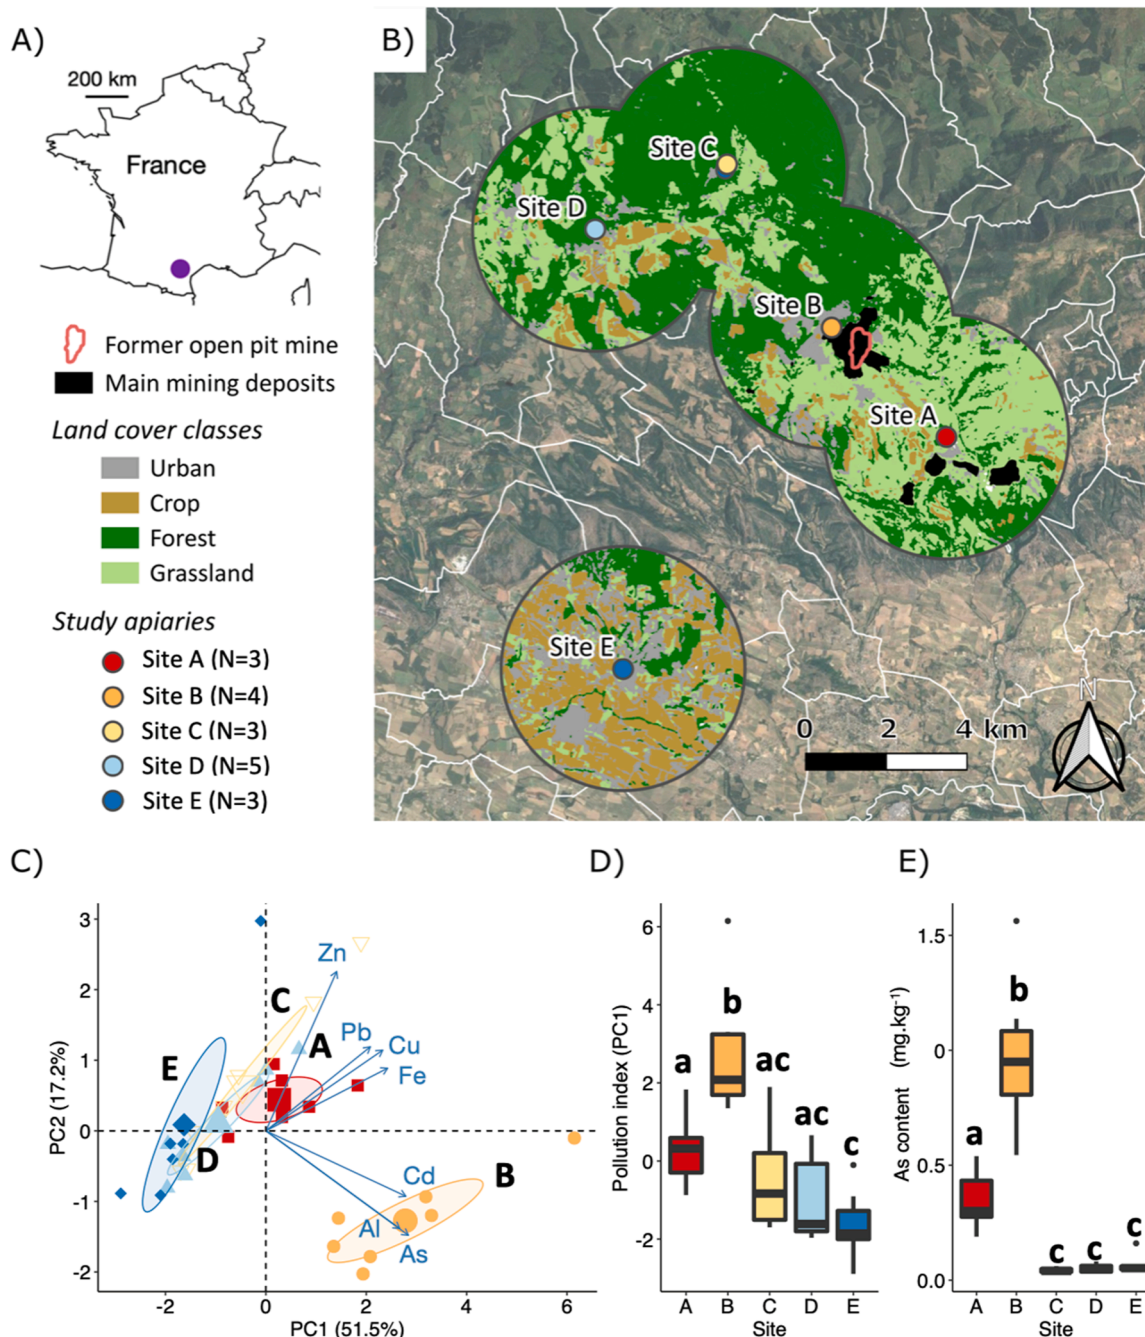 A)
200 km
France
Former open pit mine
Main mining deposits
Land cover classes
Urban
Crop
Forest
Grassland
Study apiaries
Site A (N=3)
Site B (N=4)
Site C (N=3)
Site D (N=5)
Site E (N=3)
B)
Site C
Site D
Site B
Site A
Site E
0 2 4 km
N
C)
3
2
1
0
-1
-2
PC2 (17.2%)
Zn
C
A
Pb
Cu
Fe
E
D
Cd
B
Al
As
-2 0 2 4 6
PC1 (51.5%)
D)
6
4
2
0
-2
Pollution index (PC1)
a
b
ac
ac
c
A B C D E
Site
E)
1.5
0
0.5
0.0
As content (mg.kg⁻¹)
a
b
c
c
c
A B C D E
Site